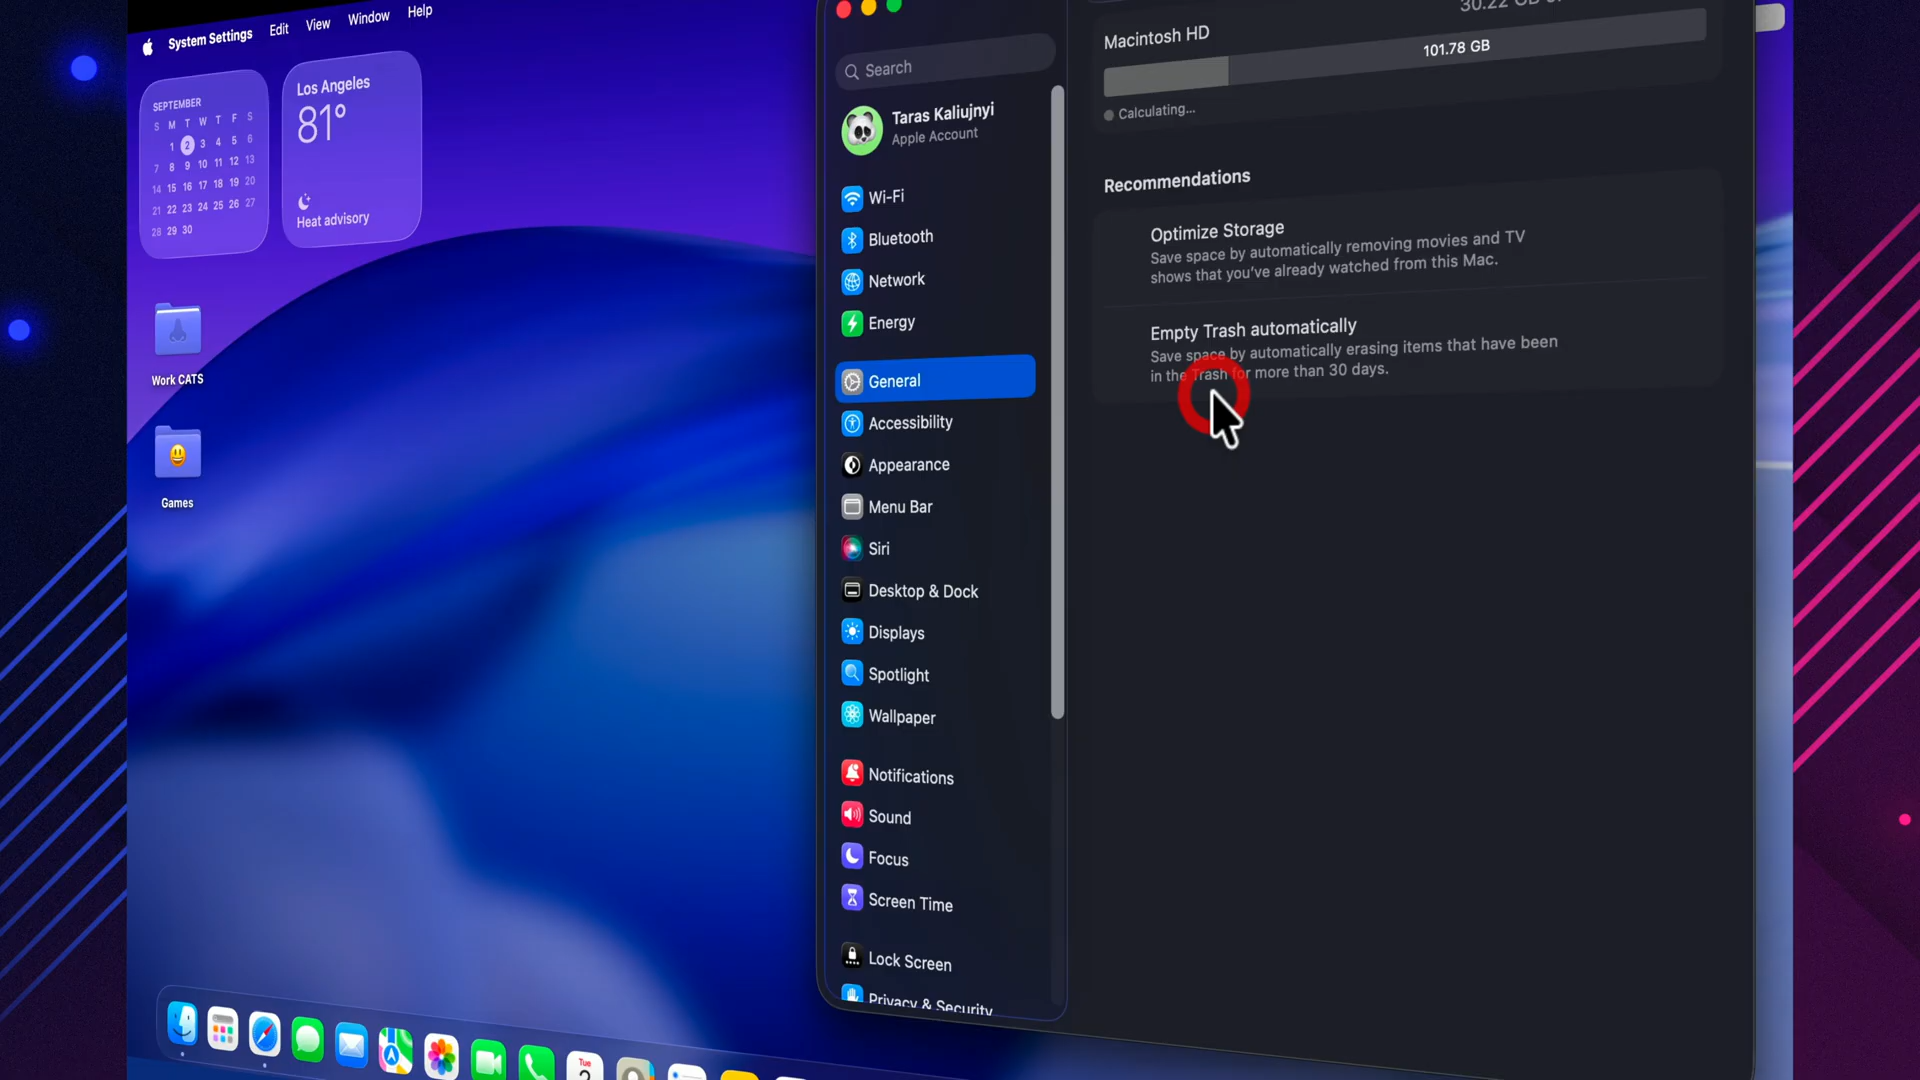 System Settings Edit View Window Help
SEPTEMBER
S M T W T F S
1 2 3 4 5 6
7 8 9 10 11 12 13
14 15 16 17 18 19 20
21 22 23 24 25 26 27
28 29 30
Los Angeles
81°
Heat advisory
Work CATS
Games
Search
Taras Kaliujnyi
Apple Account
Wi-Fi
Bluetooth
Network
Energy
General
Accessibility
Appearance
Menu Bar
Siri
Desktop & Dock
Displays
Spotlight
Wallpaper
Notifications
Sound
Focus
Screen Time
Lock Screen
Privacy & Security
Macintosh HD
30.22 GB
101.78 GB
Calculating...
Recommendations
Optimize Storage
Save space by automatically removing movies and TV
shows that you've already watched from this Mac.
Empty Trash automatically
Save space by automatically erasing items that have been
in the Trash for more than 30 days.
Tue
2